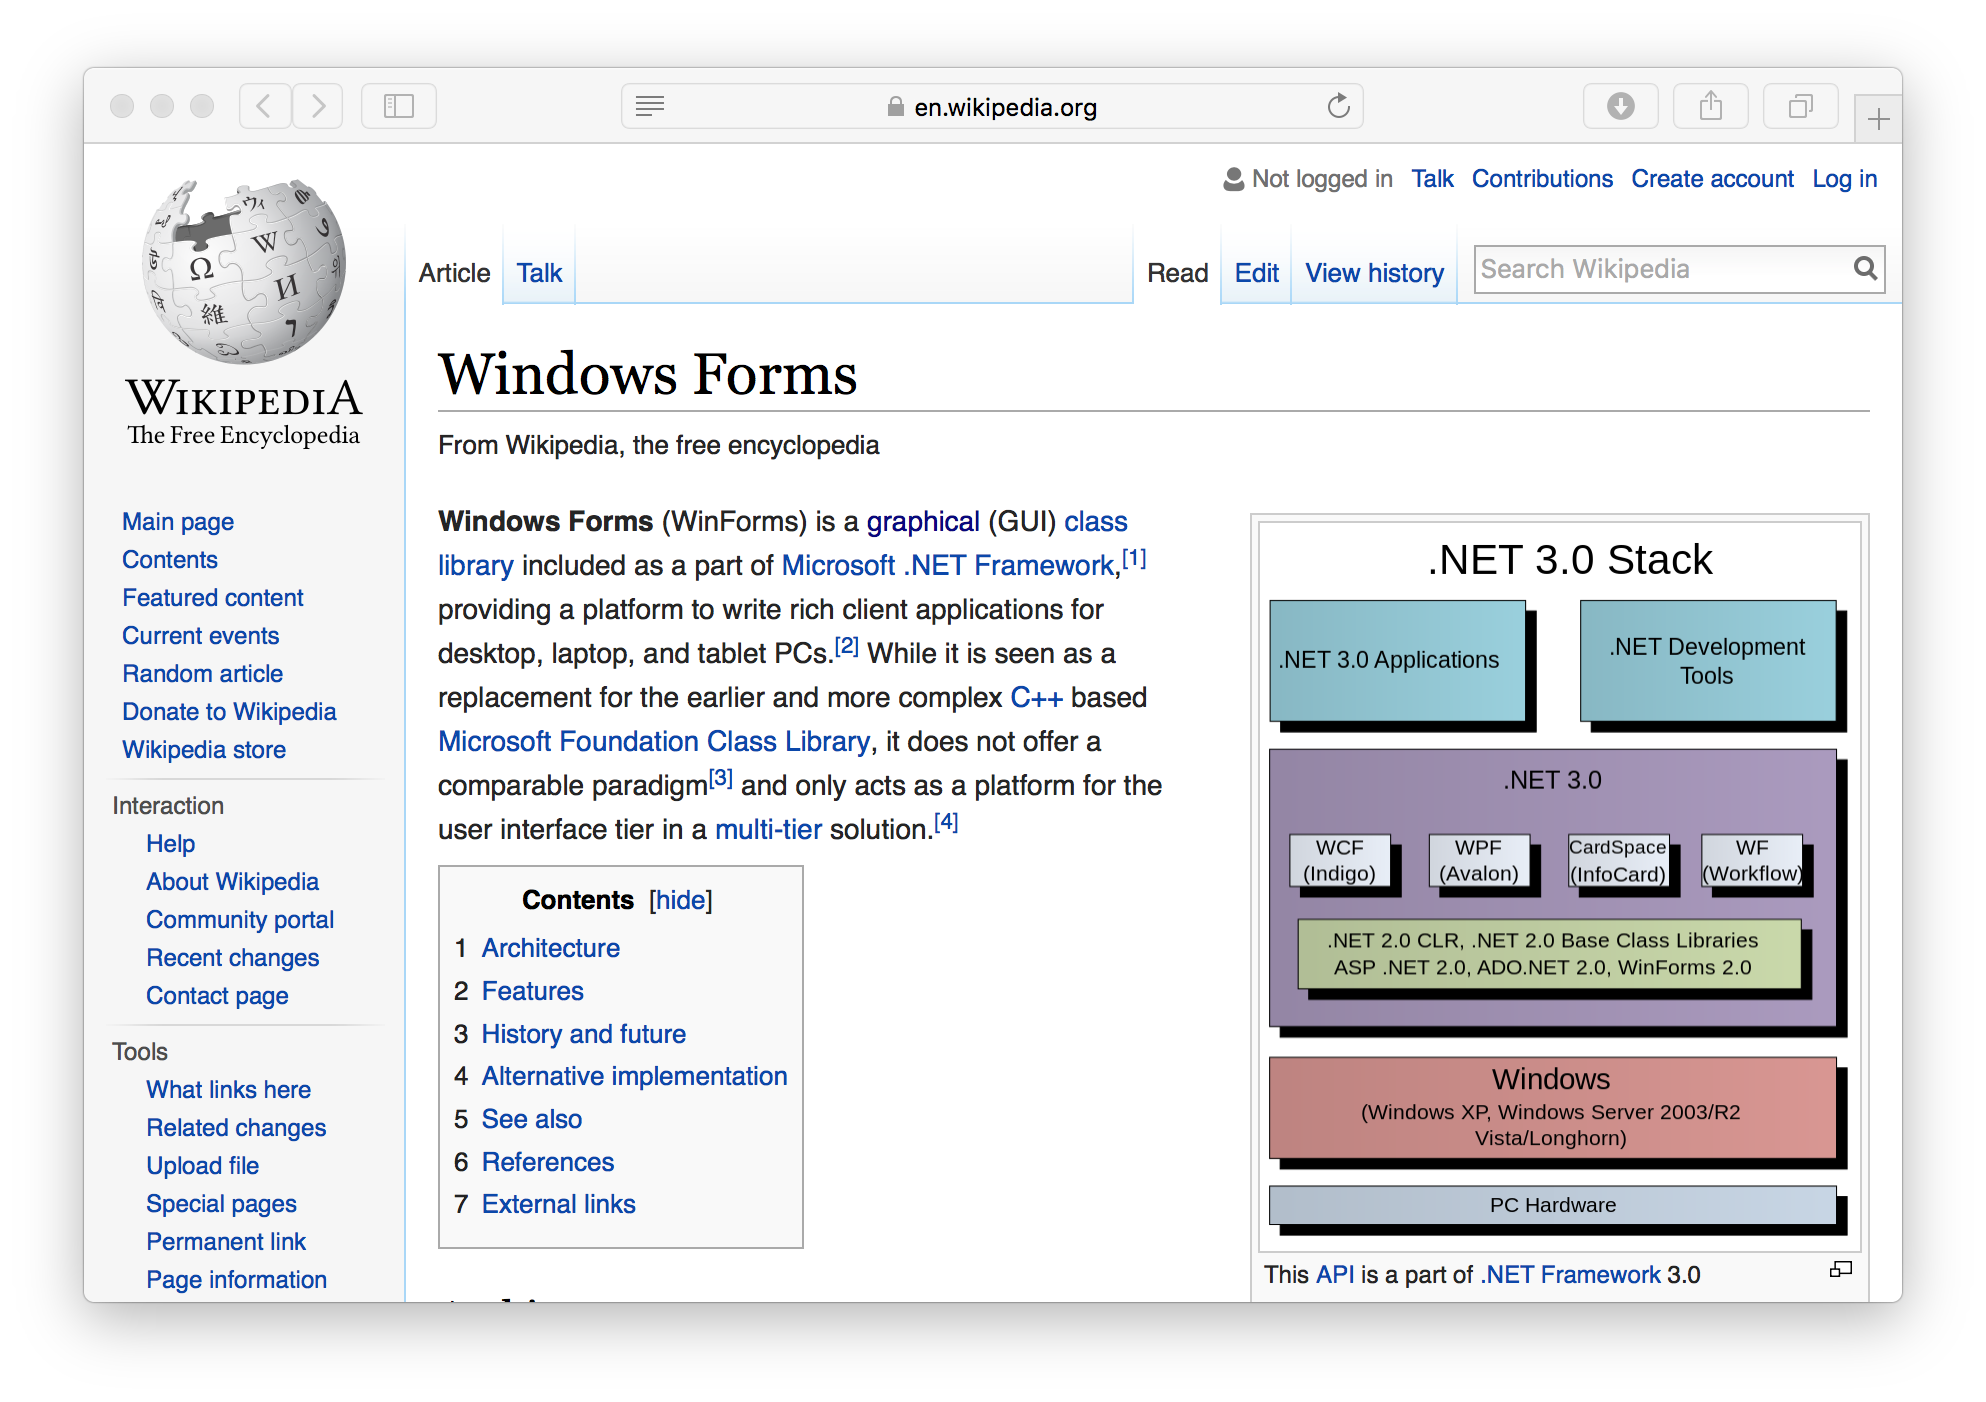 en.wikipedia.org
Not logged in Talk Contributions Create account Log in
Article Talk Read Edit View history Search Wikipedia
WIKIPEDIA
The Free Encyclopedia
Main page
Contents
Featured content
Current events
Random article
Donate to Wikipedia
Wikipedia store
Interaction
Help
About Wikipedia
Community portal
Recent changes
Contact page
Tools
What links here
Related changes
Upload file
Special pages
Permanent link
Page information
Windows Forms
From Wikipedia, the free encyclopedia
Windows Forms (WinForms) is a graphical (GUI) class
library included as a part of Microsoft .NET Framework,[1]
providing a platform to write rich client applications for
desktop, laptop, and tablet PCs.[2] While it is seen as a
replacement for the earlier and more complex C++ based
Microsoft Foundation Class Library, it does not offer a
comparable paradigm[3] and only acts as a platform for the
user interface tier in a multi-tier solution.[4]
Contents [hide]
1 Architecture
2 Features
3 History and future
4 Alternative implementation
5 See also
6 References
7 External links
.NET 3.0 Stack
.NET 3.0 Applications
.NET Development
Tools
.NET 3.0
WCF
(Indigo)
WPF
(Avalon)
CardSpace
(InfoCard)
WF
(Workflow)
.NET 2.0 CLR, .NET 2.0 Base Class Libraries
ASP .NET 2.0, ADO.NET 2.0, WinForms 2.0
Windows
(Windows XP, Windows Server 2003/R2
Vista/Longhorn)
PC Hardware
This API is a part of .NET Framework 3.0